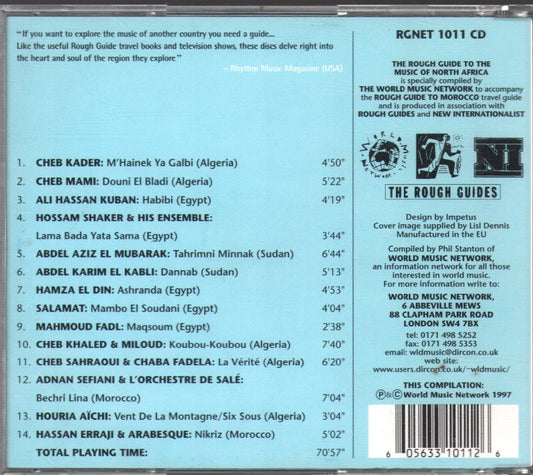 "If you want to explore the music of another country you need a guide...
Like the useful Rough Guide travel books and television shows, these discs delve right into
the heart and soul of the region they explore"
~ Rhythm Music Magazine (USA)
1. CHEB KADER: M'Hainek Ya Galbi (Algeria) 4'50"
2. CHEB MAMI: Douni El Bladi (Algeria) 5'22"
3. ALI HASSAN KUBAN: Habibi (Egypt) 4'19"
4. HOSSAM SHAKER & HIS ENSEMBLE:
Lama Bada Yata Sama (Egypt) 3'44"
5. ABDEL AZIZ EL MUBARAK: Tahrimni Minnak (Sudan) 6'44"
6. ABDEL KARIM EL KABLI: Dannab (Sudan) 5'13"
7. HAMZA EL DIN: Ashranda (Egypt) 4'53"
8. SALAMAT: Mambo El Soudani (Egypt) 4'04"
9. MAHMOUD FADL: Maqsoum (Egypt) 2'38"
10. CHEB KHALED & MILOUD: Koubou-Koubou (Algeria) 7'40"
11. CHEB SAHRAOUI & CHABA FADELA: La Vérité (Algeria) 6'20"
12. ADNAN SEFIANI & L'ORCHESTRE DE SALÉ:
Bechri Lina (Morocco) 7'04"
13. HOURIA AÏCHI: Vent De La Montagne/Six Sous (Algeria) 3'04"
14. HASSAN ERRAJI & ARABESQUE: Nikriz (Morocco) 5'02"
TOTAL PLAYING TIME: 70'57"
RGNET 1011 CD
THE ROUGH GUIDE TO THE
MUSIC OF NORTH AFRICA
is specially compiled by
THE WORLD MUSIC NETWORK to accompany
the ROUGH GUIDE TO MOROCCO travel guide
and is produced in association with
ROUGH GUIDES and NEW INTERNATIONALIST
WORLD MUSIC NETWORK
NI
THE ROUGH GUIDES
Design by Impetus
Cover image supplied by Lisl Dennis
Manufactured in the EU
Compiled by Phil Stanton of
WORLD MUSIC NETWORK,
an information network for all those
interested in world music.
For more information write to:
WORLD MUSIC NETWORK,
6 ABBEVILLE MEWS
88 CLAPHAM PARK ROAD
LONDON SW4 7BX
tel: 0171 498 5252
fax: 0171 498 5353
email: wldmusic@dircon.co.uk
web site:
www.users.dircon.co.uk/~wldmusic/
THIS COMPILATION:
℗&© World Music Network 1997
6 05633 10112 6